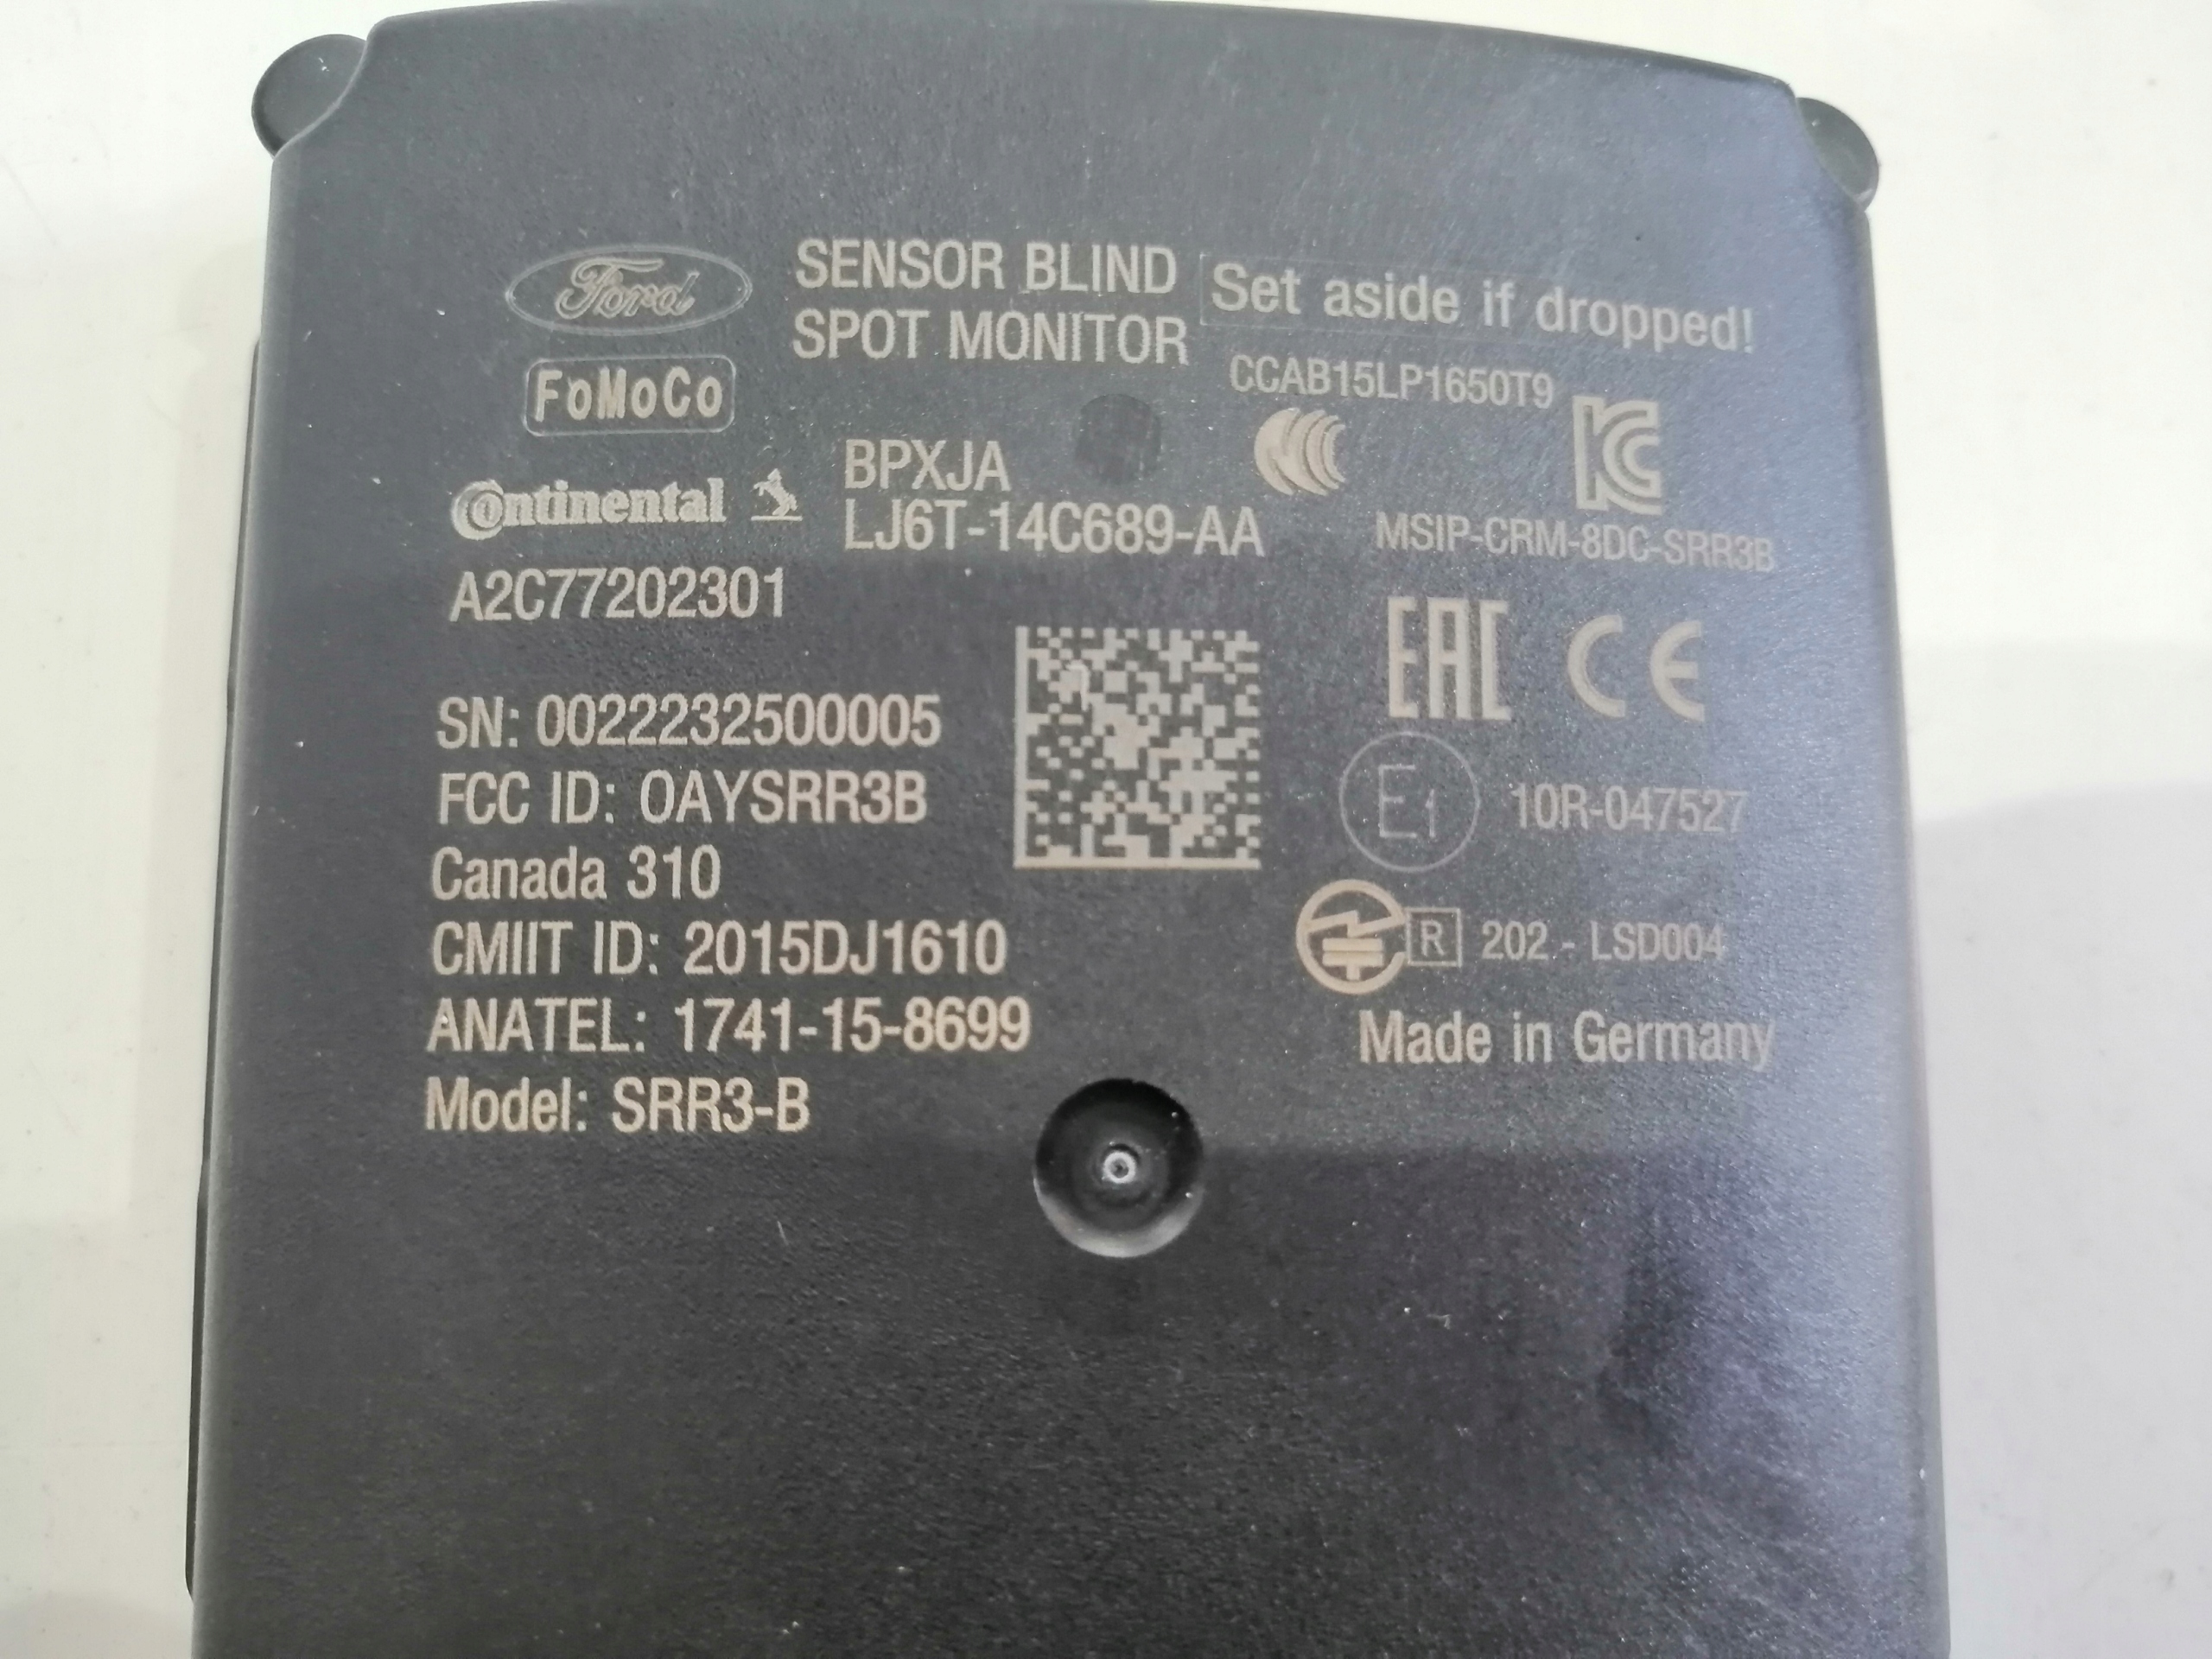 Ford
FoMoCo
Continental
A2C77202301
SENSOR BLIND
SPOT MONITOR
BPXJA
LJ6T-14C689-AA
Set aside if dropped!
CCAB15LP1650T9
CCC
KC
MSIP-CRM-8DC-SRR3B
EAC CE
E1 10R-047527
R 202 - LSD004
Made in Germany
SN: 0022232500005
FCC ID: OAYSRR3B
Canada 310
CMIIT ID: 2015DJ1610
ANATEL: 1741-15-8699
Model: SRR3-B